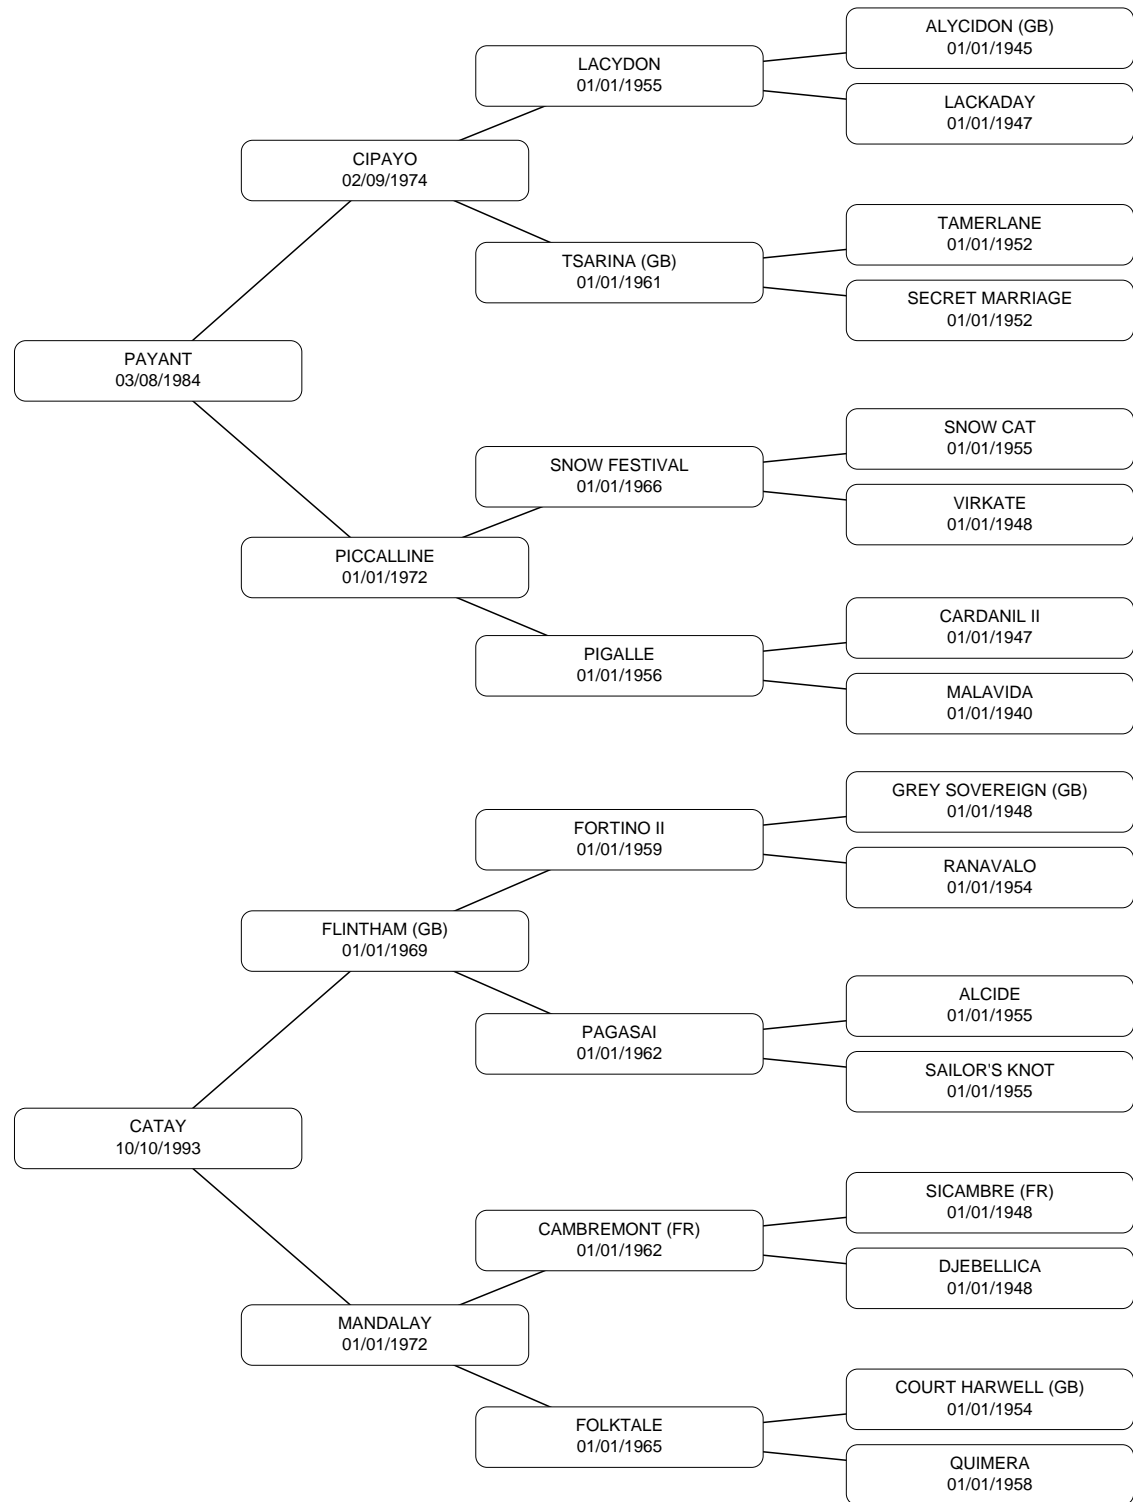 ALYCIDON (GB)
01/01/1945
LACYDON
01/01/1955
LACKADAY
01/01/1947
CIPAYO
02/09/1974
TAMERLANE
01/01/1952
TSARINA (GB)
01/01/1961
SECRET MARRIAGE
01/01/1952
PAYANT
03/08/1984
SNOW CAT
01/01/1955
SNOW FESTIVAL
01/01/1966
VIRKATE
01/01/1948
PICCALLINE
01/01/1972
CARDANIL II
01/01/1947
PIGALLE
01/01/1956
MALAVIDA
01/01/1940
GREY SOVEREIGN (GB)
01/01/1948
FORTINO II
01/01/1959
RANAVALO
01/01/1954
FLINTHAM (GB)
01/01/1969
ALCIDE
01/01/1955
PAGASAI
01/01/1962
SAILOR'S KNOT
01/01/1955
CATAY
10/10/1993
SICAMBRE (FR)
01/01/1948
CAMBREMONT (FR)
01/01/1962
DJEBELLICA
01/01/1948
MANDALAY
01/01/1972
COURT HARWELL (GB)
01/01/1954
FOLKTALE
01/01/1965
QUIMERA
01/01/1958